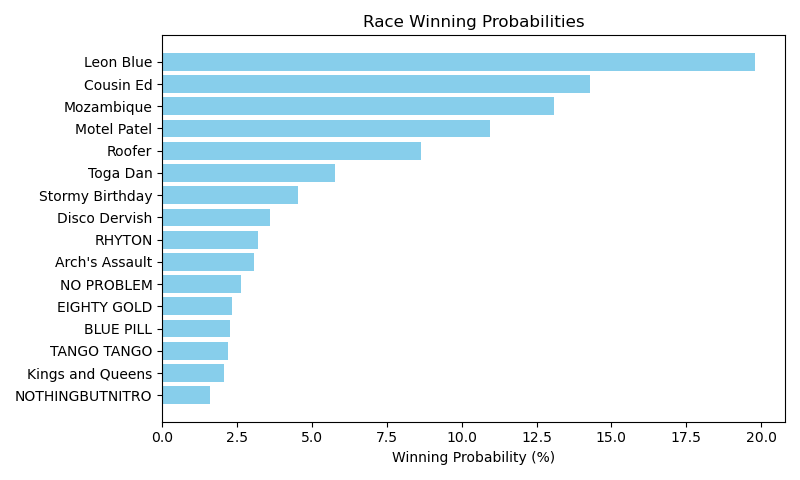 Race Winning Probabilities
Leon Blue
Cousin Ed
Mozambique
Motel Patel
Roofer
Toga Dan
Stormy Birthday
Disco Dervish
RHYTON
Arch's Assault
NO PROBLEM
EIGHTY GOLD
BLUE PILL
TANGO TANGO
Kings and Queens
NOTHINGBUTNITRO
0.0 2.5 5.0 7.5 10.0 12.5 15.0 17.5 20.0
Winning Probability (%)